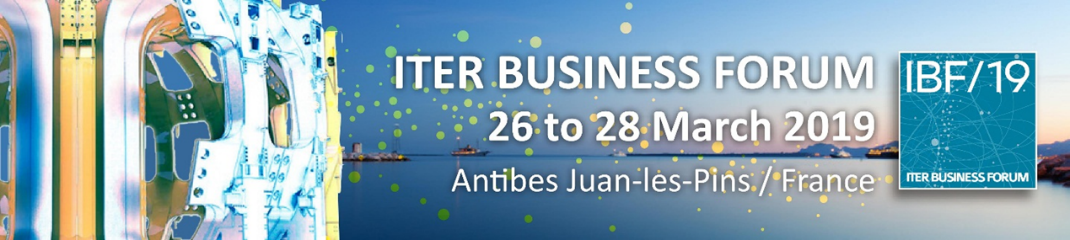 ITER BUSINESS FORUM
26 to 28 March 2019
Antibes Juan-les-Pins / France
IBF/19
ITER BUSINESS FORUM